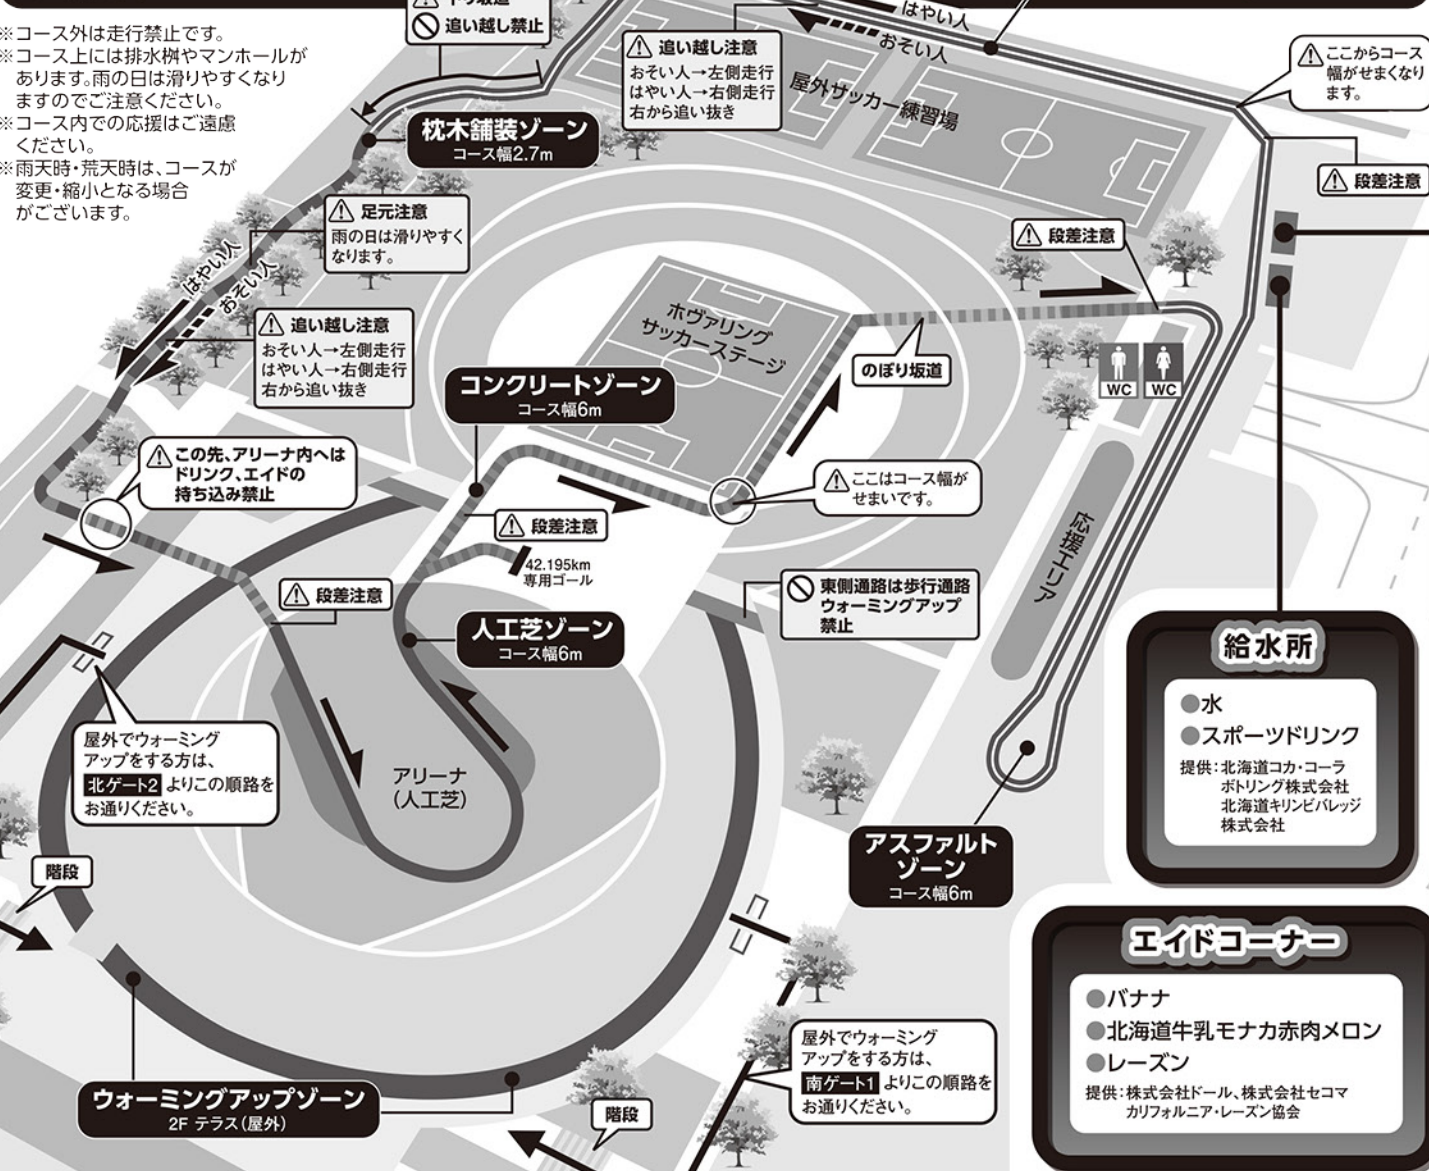 下り坂道
追い越し禁止
※コース外は走行禁止です。
※コース上には排水桝やマンホールが
あります。雨の日は滑りやすくなり
ますのでご注意ください。
※コース内での応援はご遠慮
ください。
※雨天時・荒天時は、コースが
変更・縮小となる場合
がございます。
追い越し注意
おそい人→左側走行
はやい人→右側走行
右から追い抜き
はやい人
おそい人
屋外サッカー練習場
ここからコース
幅がせまくなり
ます。
段差注意
枕木舗装ゾーン
コース幅2.7m
足元注意
雨の日は滑りやすく
なります。
はやい人
おそい人
追い越し注意
おそい人→左側走行
はやい人→右側走行
右から追い抜き
段差注意
ホヴァリング
サッカーステージ
のぼり坂道
WC
WC
コンクリートゾーン
コース幅6m
この先、アリーナ内へは
ドリンク、エイドの
持ち込み禁止
ここはコース幅が
せまいです。
段差注意
42.195km
専用ゴール
応援エリア
段差注意
東側通路は歩行通路
ウォーミングアップ
禁止
人工芝ゾーン
コース幅6m
給水所
●水
●スポーツドリンク
提供:北海道コカ・コーラ
ボトリング株式会社
北海道キリンビバレッジ
株式会社
屋外でウォーミング
アップをする方は、
北ゲート2 よりこの順路を
お通りください。
アリーナ
(人工芝)
アスファルト
ゾーン
コース幅6m
階段
エイドコーナー
●バナナ
●北海道牛乳モナカ赤肉メロン
●レーズン
提供:株式会社ドール、株式会社セコマ
カリフォルニア・レーズン協会
屋外でウォーミング
アップをする方は、
南ゲート1 よりこの順路を
お通りください。
ウォーミングアップゾーン
2F テラス(屋外)
階段